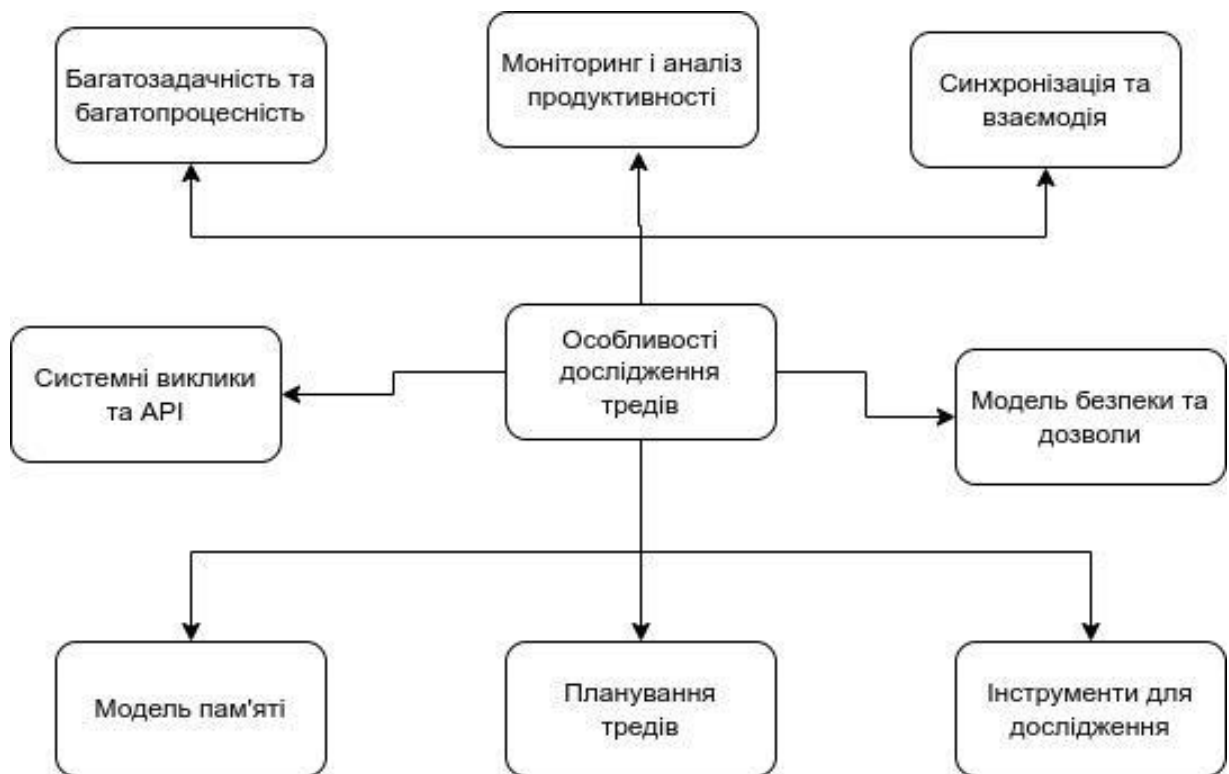 Багатозадачність та
багатопроцесність
Моніторинг і аналіз
продуктивності
Синхронізація та
взаємодія
Системні виклики
та API
Особливості
дослідження
тредів
Модель безпеки та
дозволи
Модель пам'яті
Планування
тредів
Інструменти для
дослідження